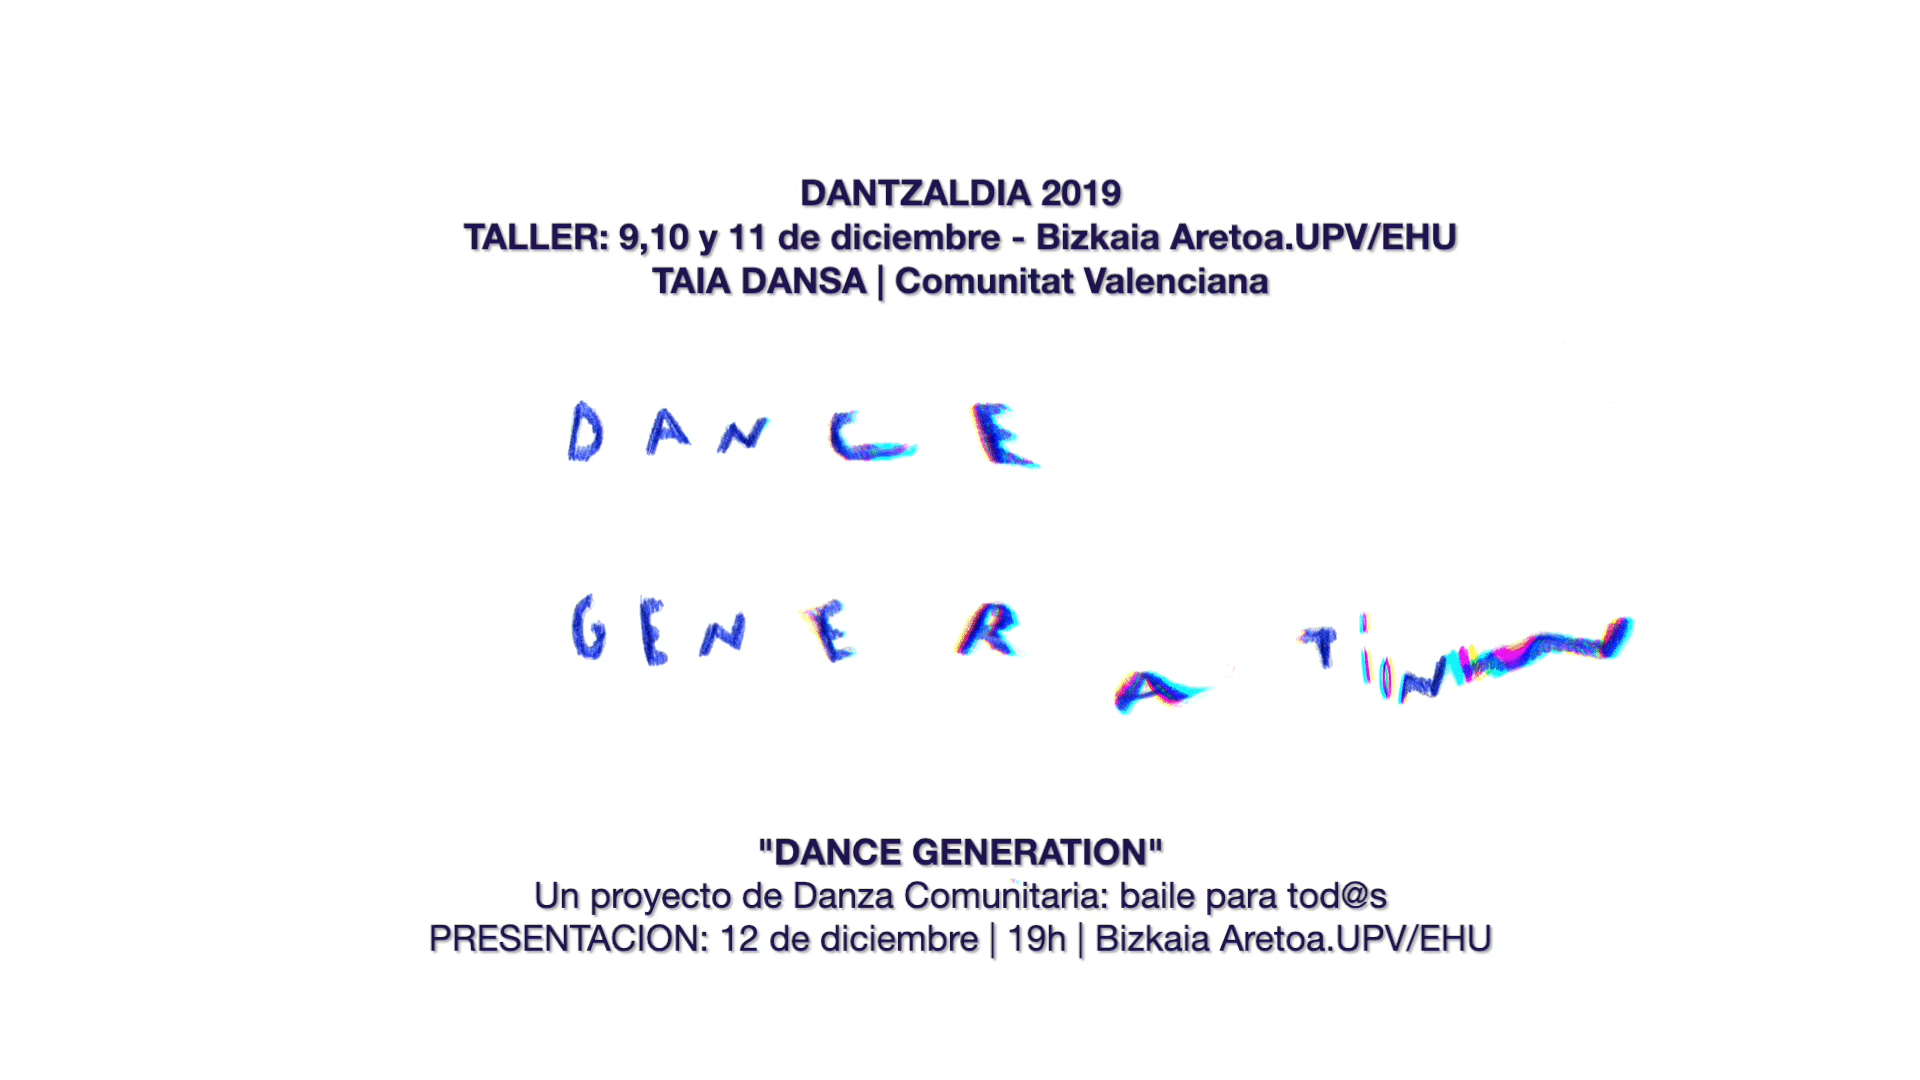 DANTZALDIA 2019
TALLER: 9,10 y 11 de diciembre - Bizkaia Aretoa.UPV/EHU
TAIA DANSA | Comunitat Valenciana
DANCE
GENERATiON
"DANCE GENERATION"
Un proyecto de Danza Comunitaria: baile para tod@s
PRESENTACION: 12 de diciembre | 19h | Bizkaia Aretoa.UPV/EHU